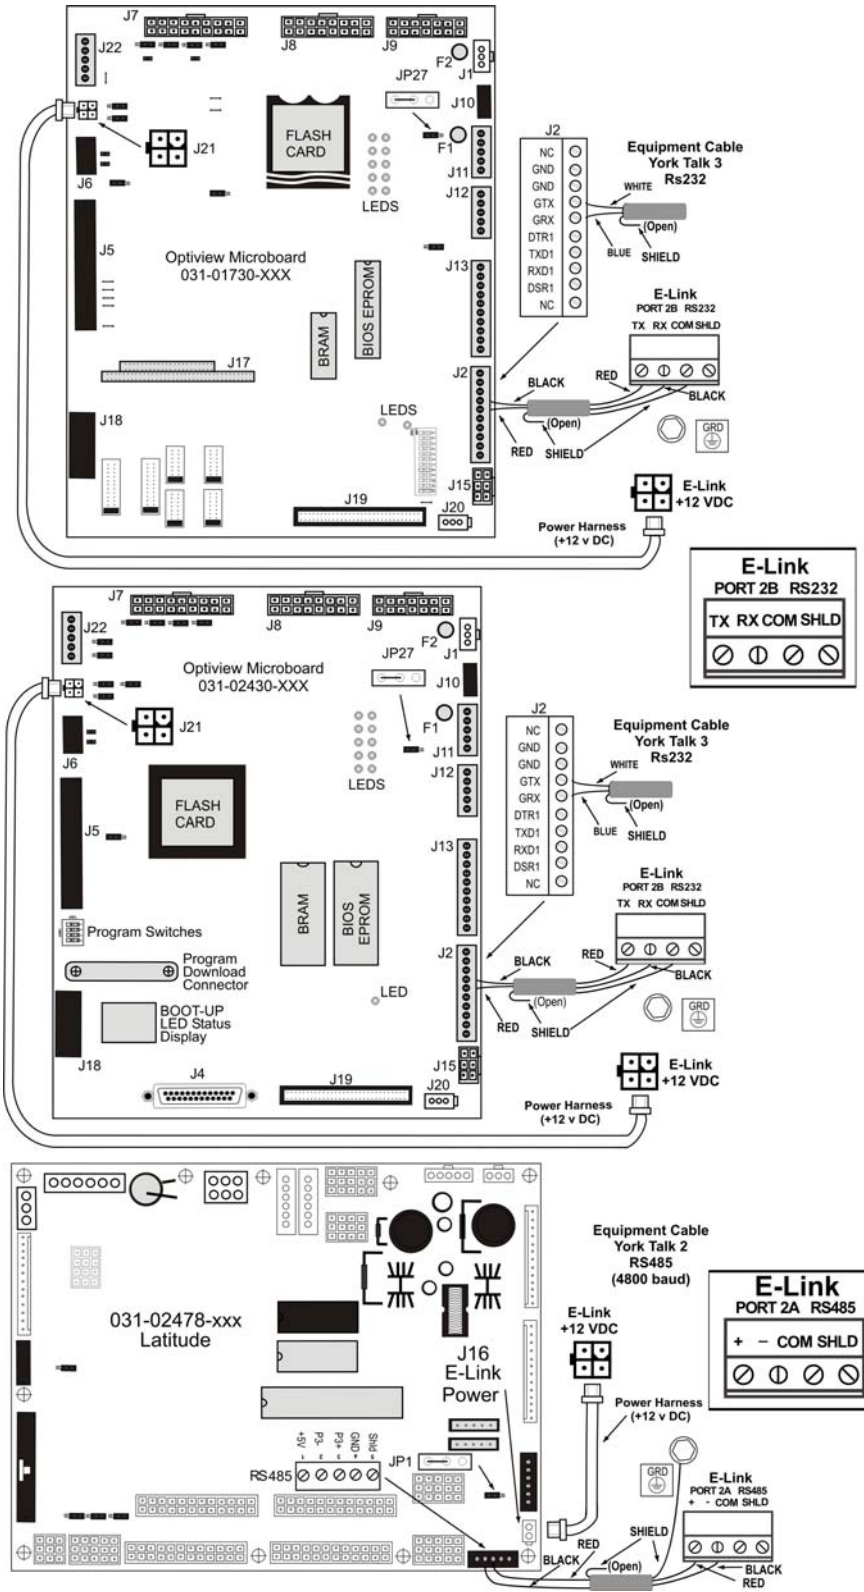 J7
J8
J9
J22
F2
J1
JP27
J10
J21
FLASH
CARD
F1
J11
J6
J12
LEDS
J5
Optiview Microboard
031-01730-XXX
J13
BRAM
BIOS EPROM
J17
J2
J18
LEDS
J15
J19
J20
J2
NC
GND
GND
GTX
GRX
DTR1
TXD1
RXD1
DSR1
NC
Equipment Cable
York Talk 3
Rs232
WHITE
(Open)
BLUE
SHIELD
E-Link
PORT 2B RS232
TX RX COM SHLD
BLACK
RED
BLACK
(Open)
RED
SHIELD
GRD
E-Link
+12 VDC
Power Harness
(+12 v DC)
E-Link
PORT 2B RS232
TX RX COM SHLD
J7
J8
J9
J22
F2
J1
Optiview Microboard
031-02430-XXX
JP27
J10
J21
F1
J11
J6
J12
LEDS
FLASH
CARD
J5
J13
BRAM
BIOS
EPROM
Program Switches
Program
Download
Connector
J2
BOOT-UP
LED Status
Display
LED
J18
J4
J19
J15
J20
J2
NC
GND
GND
GTX
GRX
DTR1
TXD1
RXD1
DSR1
NC
Equipment Cable
York Talk 3
Rs232
WHITE
(Open)
BLUE
SHIELD
E-Link
PORT 2B RS232
TX RX COM SHLD
BLACK
RED
BLACK
(Open)
RED
SHIELD
GRD
E-Link
+12 VDC
Power Harness
(+12 v DC)
031-02478-xxx
Latitude
J16
E-Link
Power
+5V
P3-
P3+
GND
Shld
1
2
3
4
5
RS485
JP1
Equipment Cable
York Talk 2
RS485
(4800 baud)
E-Link
+12 VDC
Power Harness
(+12 v DC)
E-Link
PORT 2A RS485
+ - COM SHLD
GRD
E-Link
PORT 2A RS485
+ - COM SHLD
SHIELD
RED
(Open)
BLACK
BLACK
RED